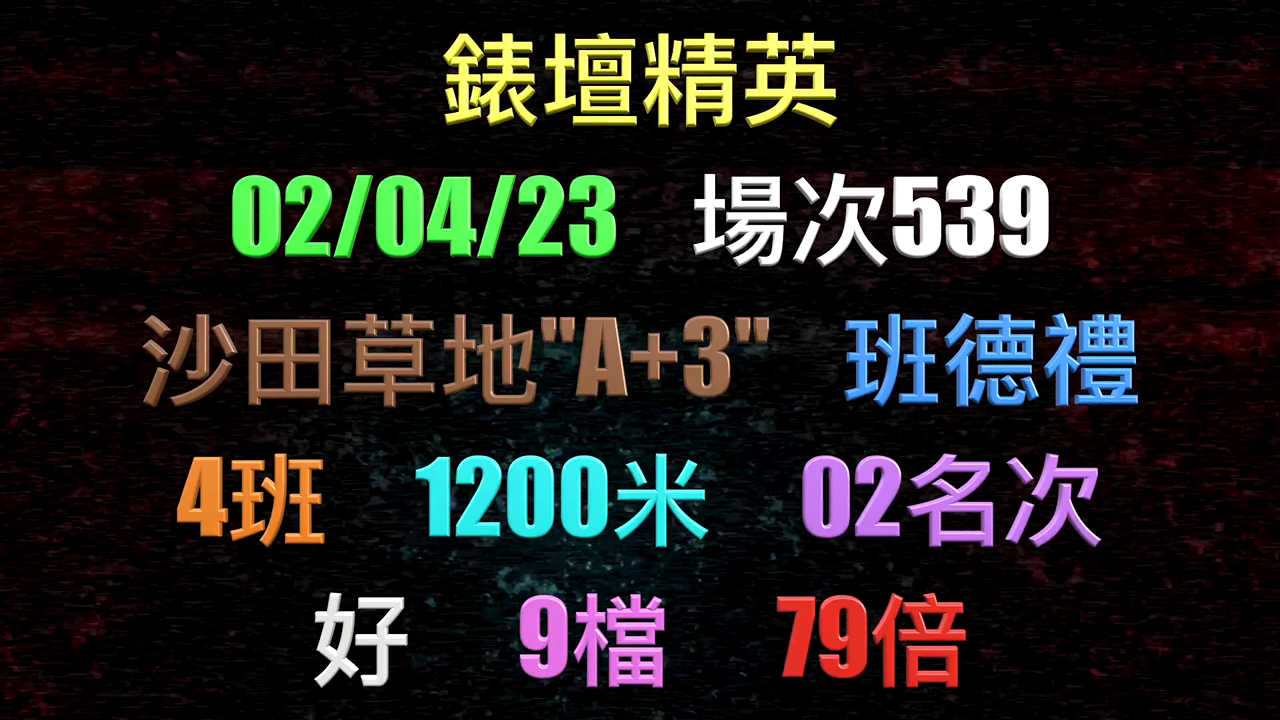 錶壇精英
02/04/23 場次539
沙田草地"A+3" 班德禮
4班 1200米 02名次
好 9檔 79倍